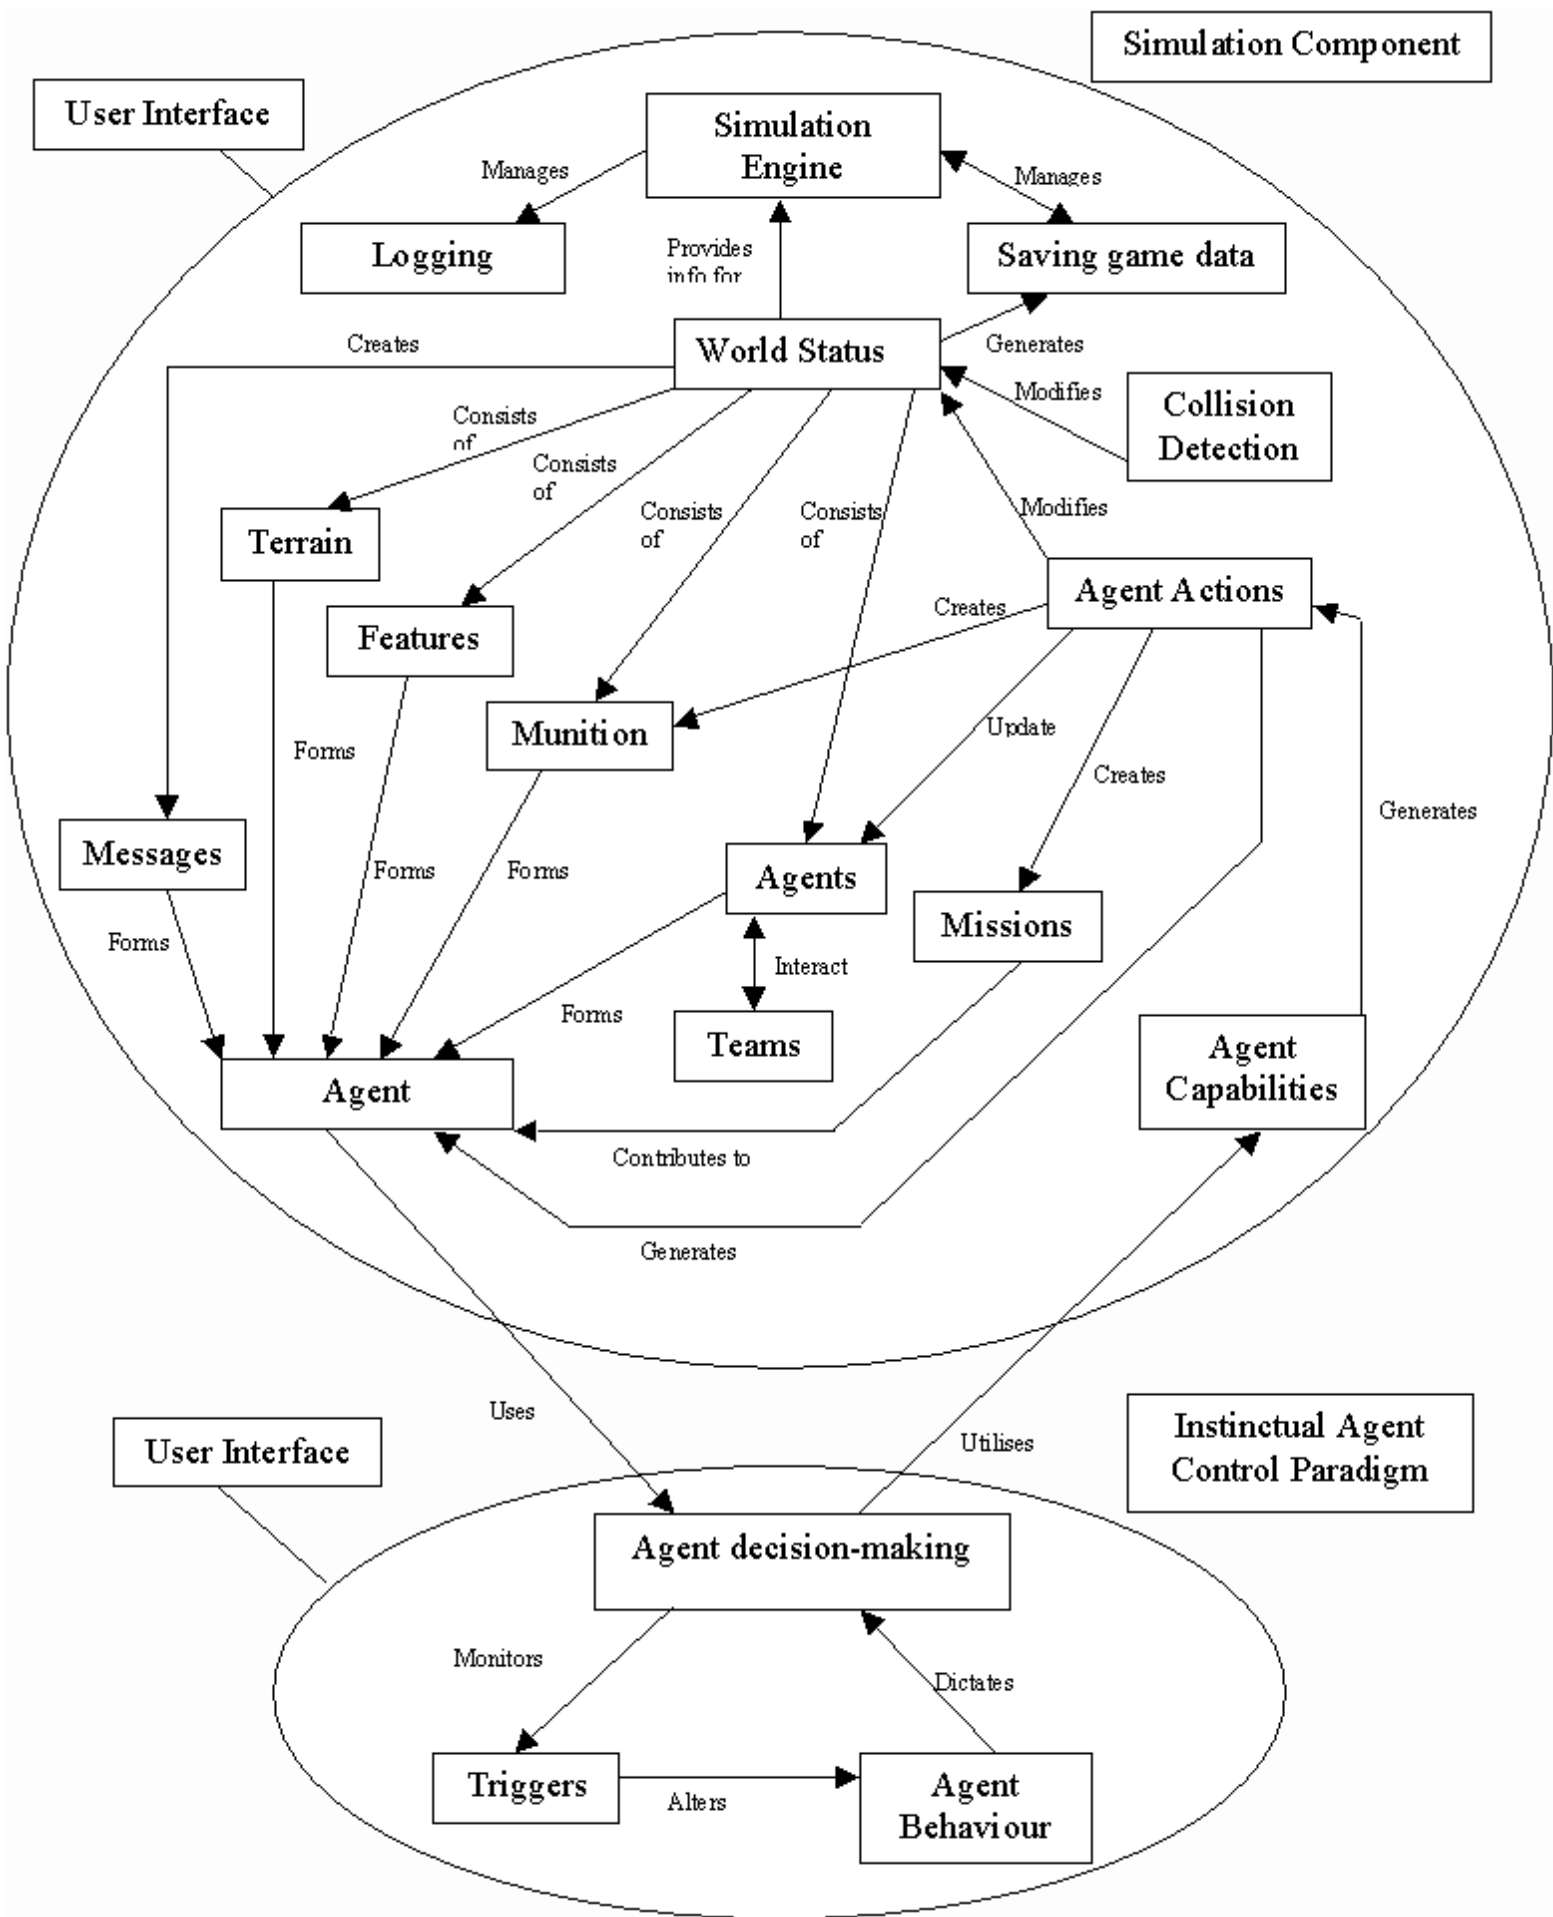 Simulation Component
User Interface
Simulation
Engine
Manages
Manages
Logging
Provides
info for
Saving game data
Creates
World Status
Generates
Modifies
Collision
Detection
Consists
of
Consists
of
Consists
of
Consists
of
Modifies
Terrain
Agent Actions
Creates
Features
Munition
Update
Forms
Creates
Generates
Messages
Forms
Forms
Agents
Missions
Forms
Interact
Forms
Teams
Agent
Capabilities
Agent
Contributes to
Generates
Uses
Utilises
Instinctual Agent
Control Paradigm
User Interface
Agent decision-making
Monitors
Dictates
Triggers
Alters
Agent
Behaviour